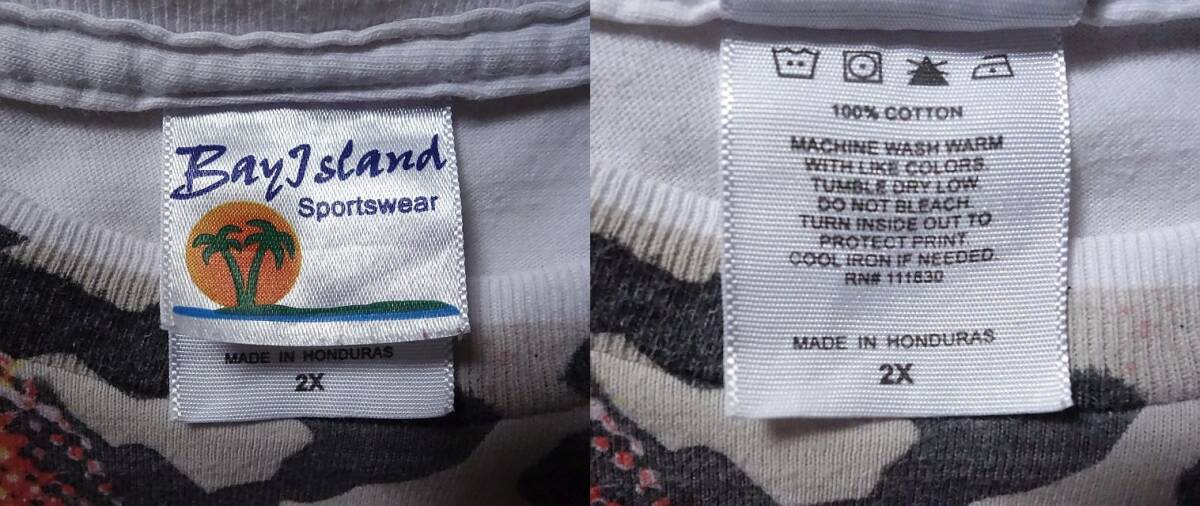 BayIsland
Sportswear
MADE IN HONDURAS
2X
100% COTTON
MACHINE WASH WARM
WITH LIKE COLORS
TUMBLE DRY LOW
DO NOT BLEACH.
TURN INSIDE OUT TO
PROTECT PRINT
COOL IRON IF NEEDED.
RN# 111830
MADE IN HONDURAS
2X